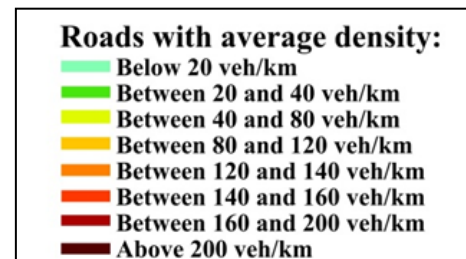 Roads with average density:
Below 20 veh/km
Between 20 and 40 veh/km
Between 40 and 80 veh/km
Between 80 and 120 veh/km
Between 120 and 140 veh/km
Between 140 and 160 veh/km
Between 160 and 200 veh/km
Above 200 veh/km